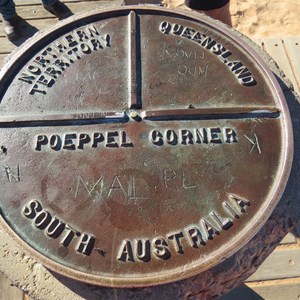 NORTHERN
TERRITORY
QUEENSLAND
POEPPEL CORNER
SOUTH AUSTRALIA